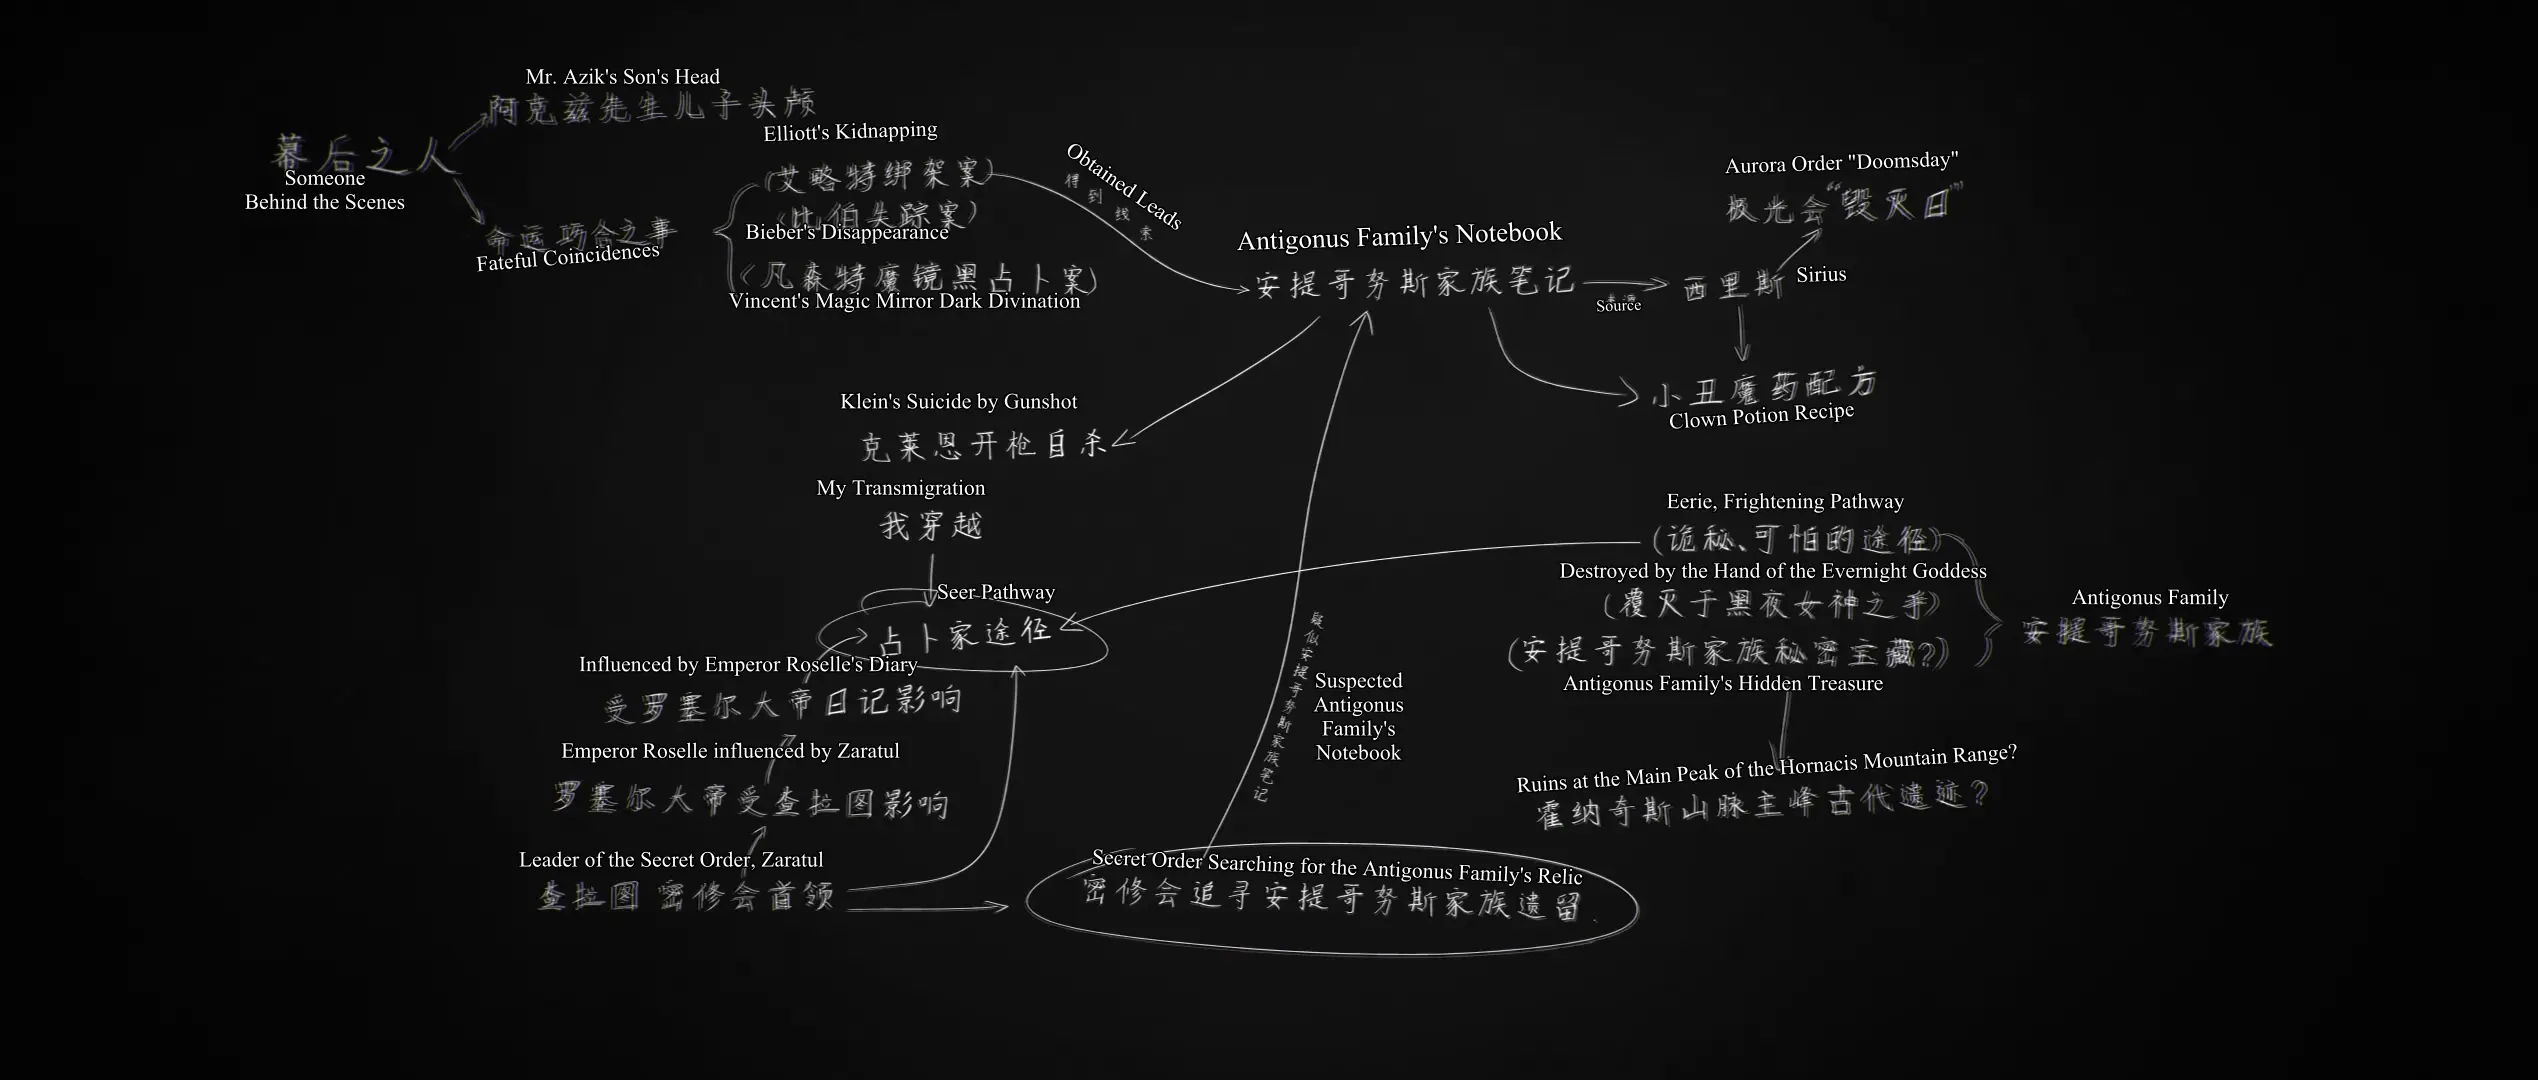 Mr. Azik's Son's Head
阿克兹先生儿子头颅
幕后之人
Someone
Behind the Scenes
命运巧合之事
Fateful Coincidences
Elliott's Kidnapping
(艾略特绑架案)
(比伯失踪案)
Bieber's Disappearance
(凡森特魔镜黑占卜案)
Vincent's Magic Mirror Dark Divination
Obtained Leads
得到线索
Antigonus Family's Notebook
安提哥努斯家族笔记
Source
Aurora Order "Doomsday"
极光会“毁灭日”
西里斯
Sirius
小丑魔药配方
Clown Potion Recipe
Klein's Suicide by Gunshot
克莱恩开枪自杀
My Transmigration
我穿越
Seer Pathway
占卜家途径
Influenced by Emperor Roselle's Diary
受罗塞尔大帝日记影响
Emperor Roselle influenced by Zaratul
罗塞尔大帝受查拉图影响
Leader of the Secret Order, Zaratul
查拉图 密修会首领
疑似安提哥努斯家族笔记
Suspected
Antigonus
Family's
Notebook
Secret Order Searching for the Antigonus Family's Relic
密修会追寻安提哥努斯家族遗留
Eerie, Frightening Pathway
(诡秘、可怕的途径)
Destroyed by the Hand of the Evernight Goddess
(覆灭于黑夜女神之手)
(安提哥努斯家族秘密宝藏?)
Antigonus Family's Hidden Treasure
Antigonus Family
安提哥努斯家族
Ruins at the Main Peak of the Hornacis Mountain Range?
霍纳奇斯山脉主峰古代遗迹?